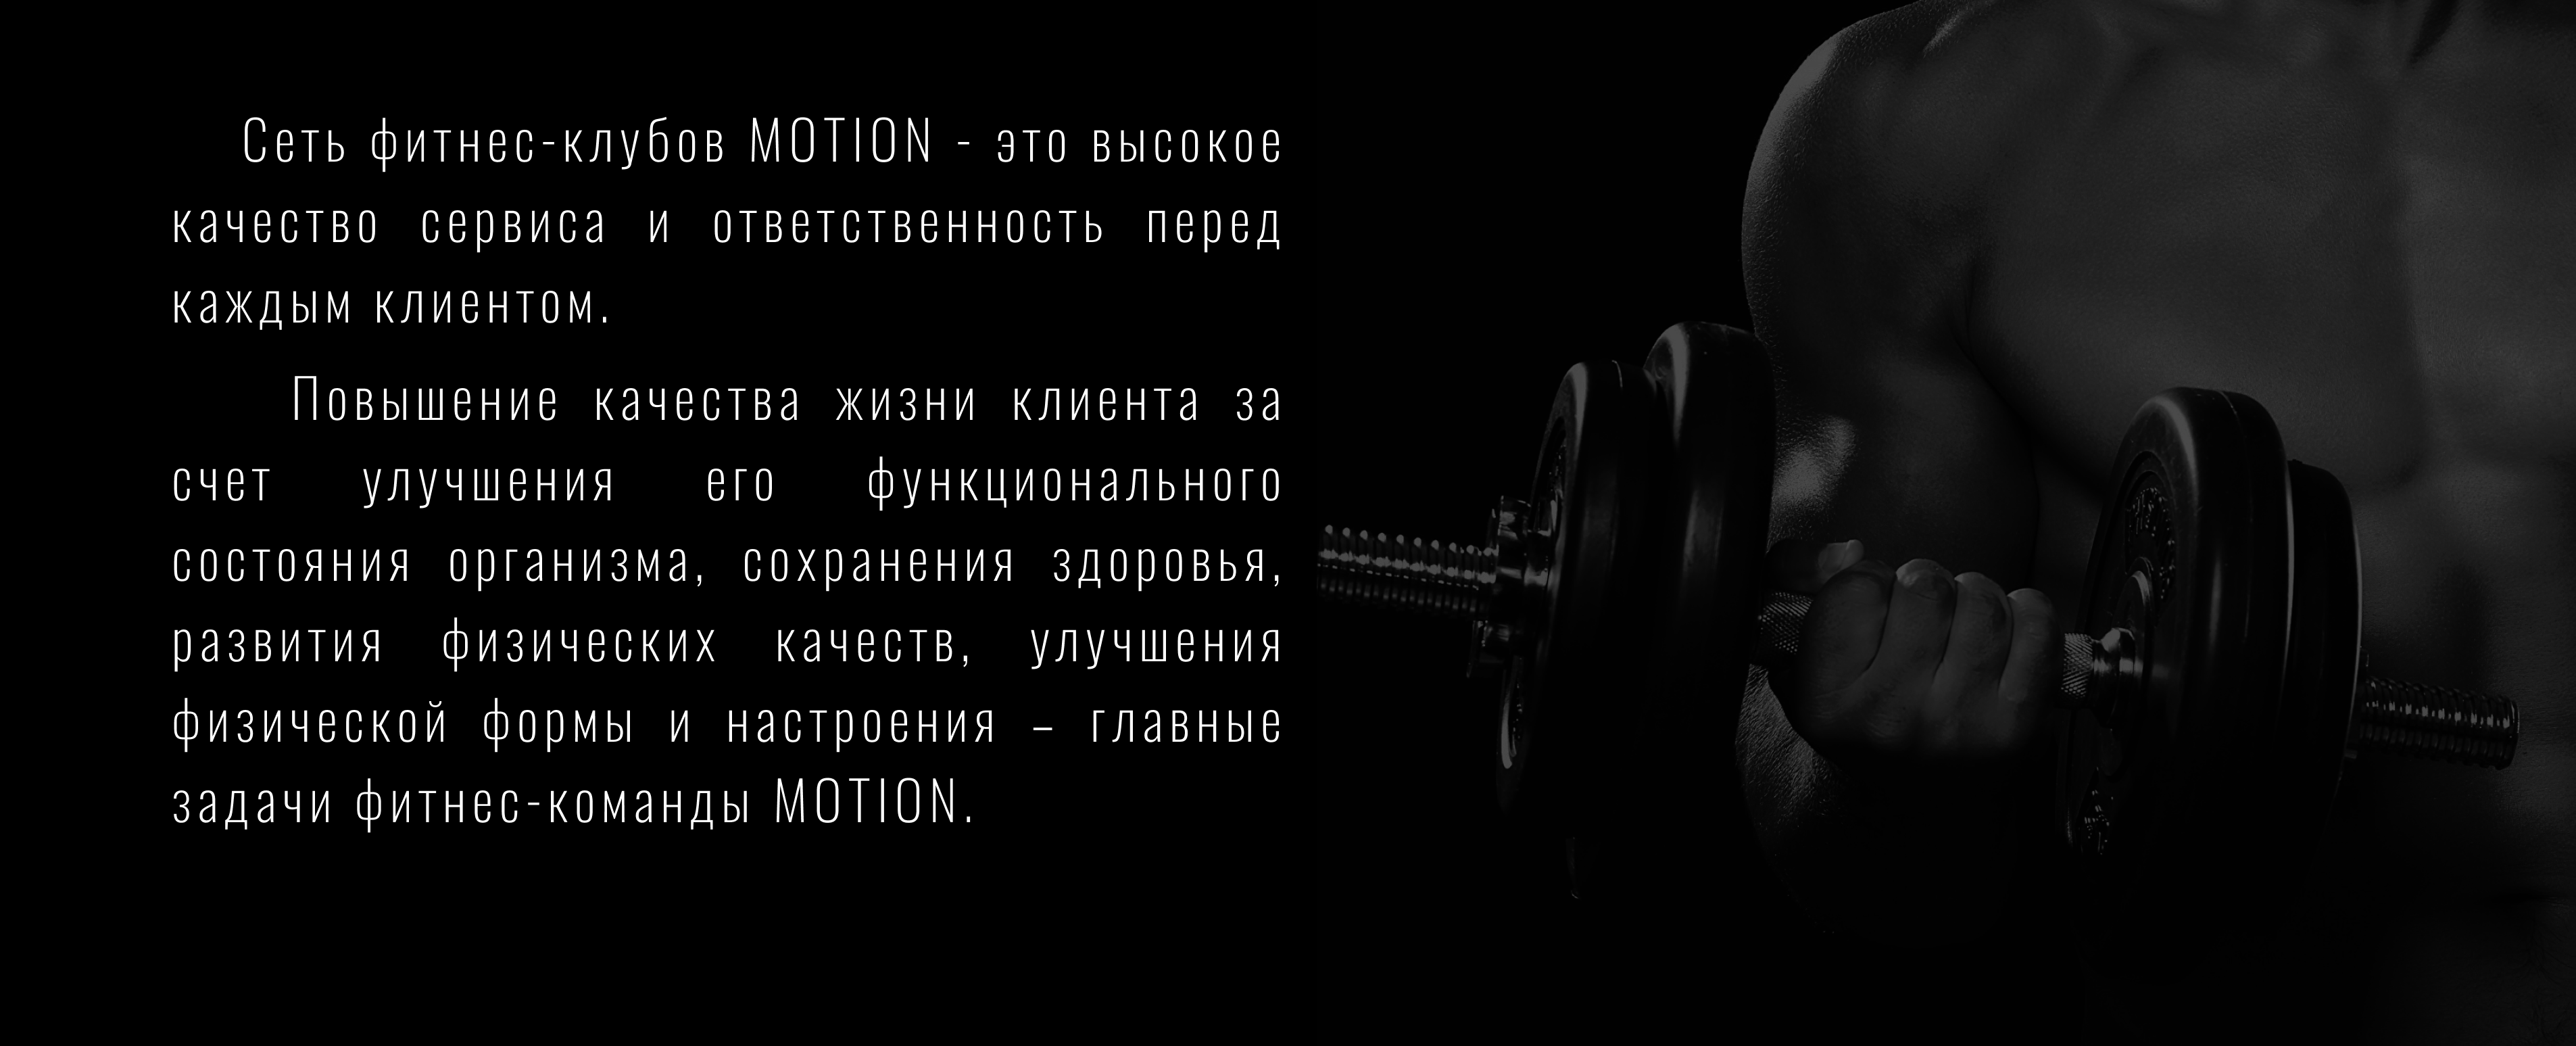 Сеть фитнес-клубов MOTION - это высокое
качество сервиса и ответственность перед
каждым клиентом.
Повышение качества жизни клиента за
счет улучшения его функционального
состояния организма, сохранения здоровья,
развития физических качеств, улучшения
физической формы и настроения – главные
задачи фитнес-команды MOTION.